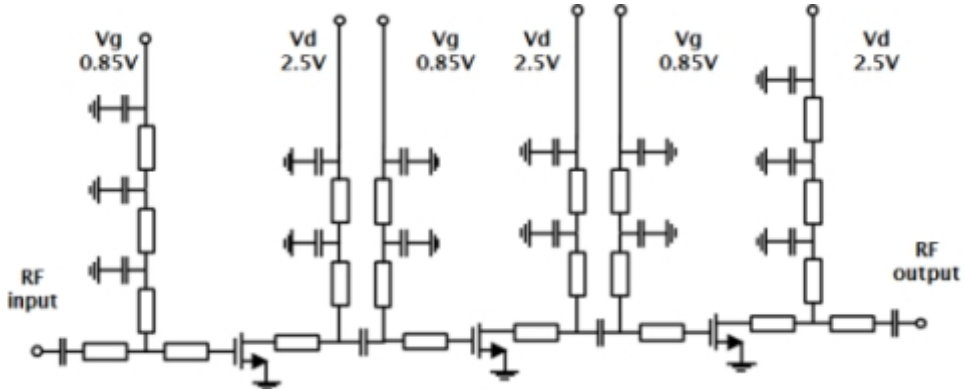 Vg
0.85V
Vd
2.5V
Vg
0.85V
Vd
2.5V
Vg
0.85V
Vd
2.5V
RF
input
RF
output